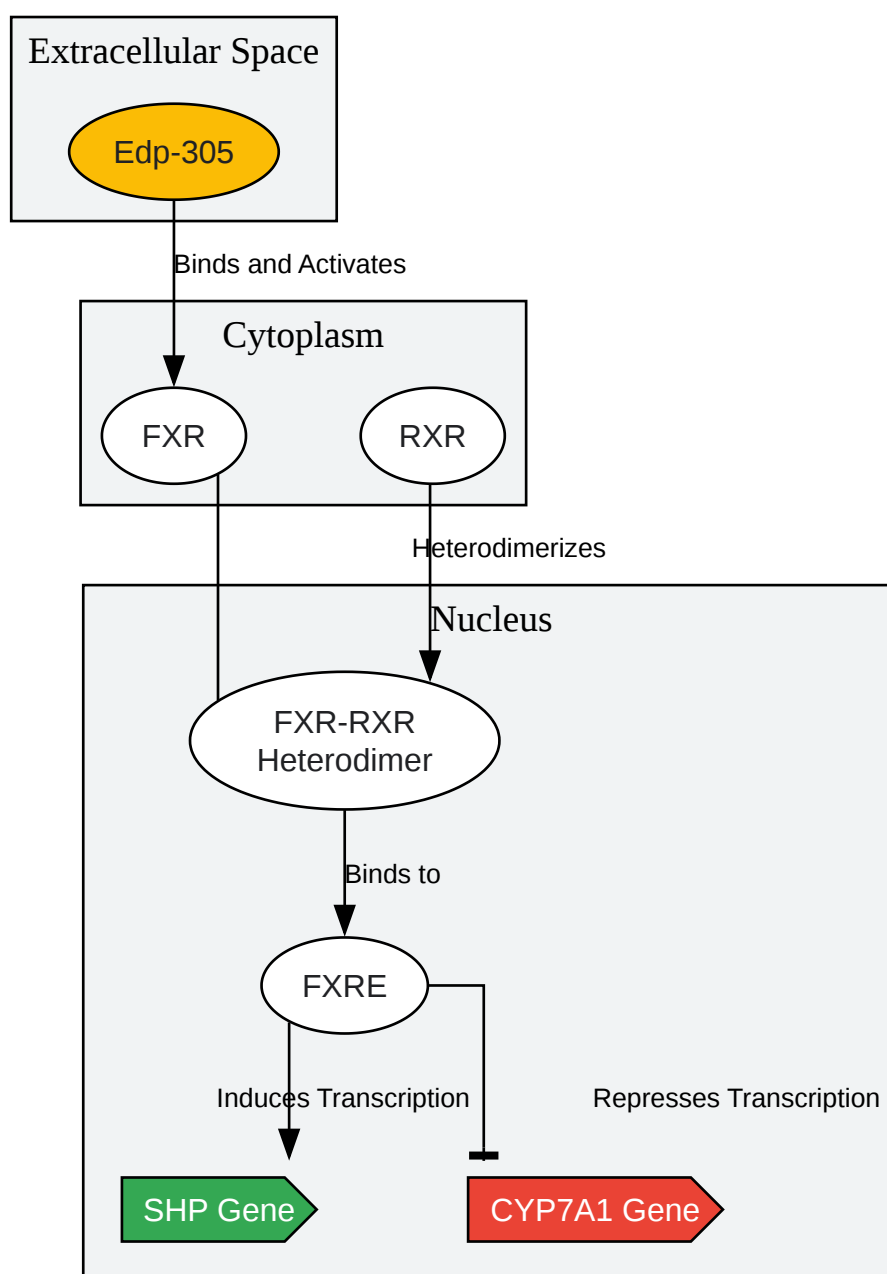 Extracellular Space
Edp-305
Binds and Activates
Cytoplasm
FXR
RXR
Heterodimerizes
Nucleus
FXR-RXR
Heterodimer
Binds to
FXRE
Induces Transcription
Represses Transcription
SHP Gene
CYP7A1 Gene